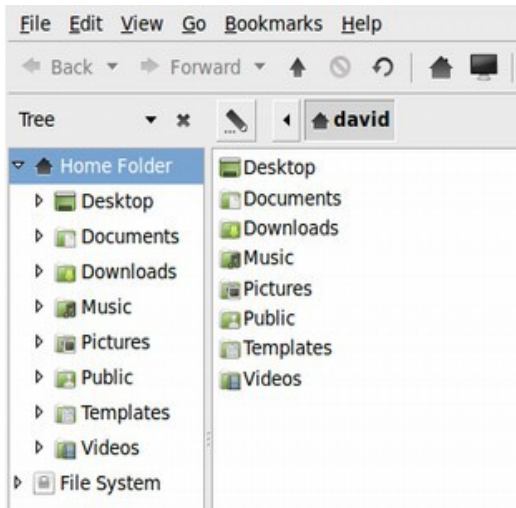 File Edit View Go Bookmarks Help
Back Forward
Tree david
Home Folder
Desktop
Documents
Downloads
Music
Pictures
Public
Templates
Videos
File System
Desktop
Documents
Downloads
Music
Pictures
Public
Templates
Videos